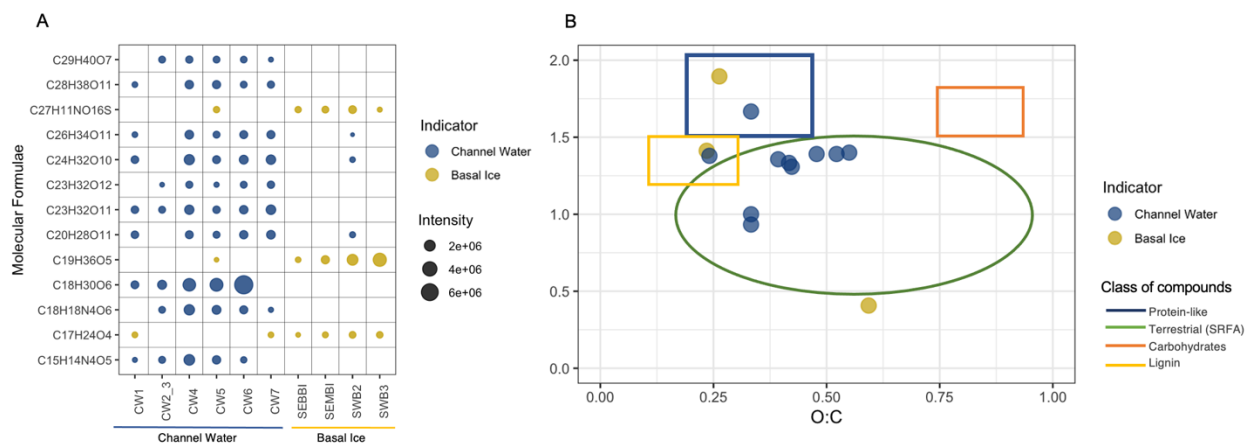 A
Molecular Formulae
C29H40O7
C28H38O11
C27H11NO16S
C26H34O11
C24H32O10
C23H32O12
C23H32O11
C20H28O11
C19H36O5
C18H30O6
C18H18N4O6
C17H24O4
C15H14N4O5
CW1
CW2_3
CW4
CW5
CW6
CW7
SEBBI
SEMBI
SWB2
SWB3
Channel Water
Basal Ice
Indicator
Channel Water
Basal Ice
Intensity
2e+06
4e+06
6e+06
B
2.0
1.5
1.0
0.5
0.0
0.00
0.25
0.50
0.75
1.00
O:C
Indicator
Channel Water
Basal Ice
Class of compounds
Protein-like
Terrestrial (SRFA)
Carbohydrates
Lignin